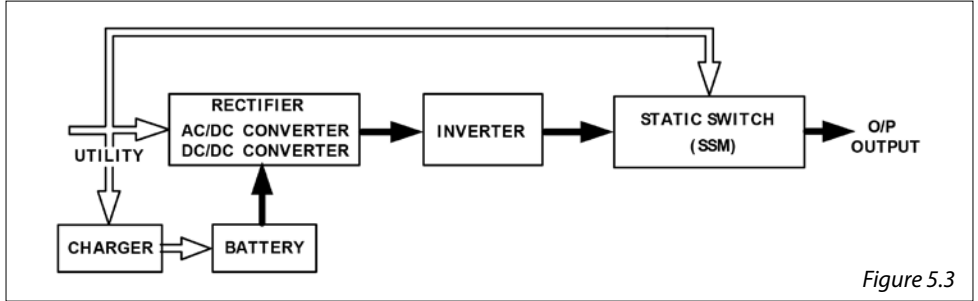 RECTIFIER
AC/DC CONVERTER
DC/DC CONVERTER
INVERTER
STATIC SWITCH
(SSM)
O/P
OUTPUT
UTILITY
CHARGER
BATTERY
Figure 5.3